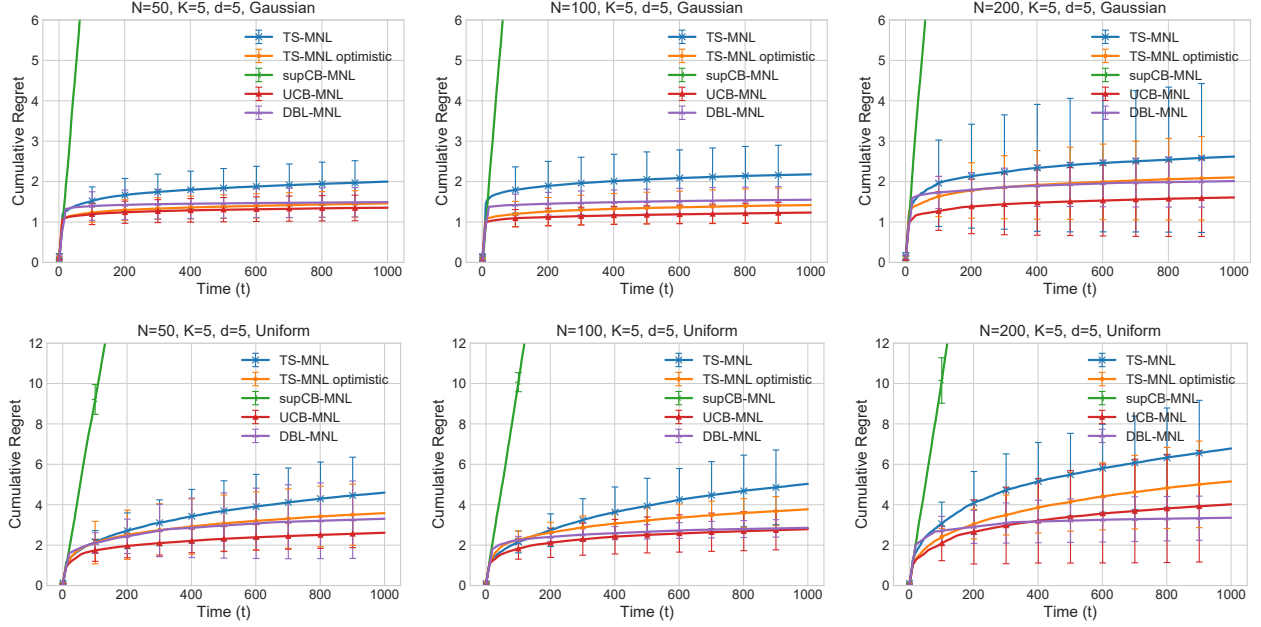 N=50, K=5, d=5, Gaussian
6
5
4
3
2
1
0
Cumulative Regret
TS-MNL
TS-MNL optimistic
supCB-MNL
UCB-MNL
DBL-MNL
0 200 400 600 800 1000
Time (t)
N=100, K=5, d=5, Gaussian
6
5
4
3
2
1
0
Cumulative Regret
TS-MNL
TS-MNL optimistic
supCB-MNL
UCB-MNL
DBL-MNL
0 200 400 600 800 1000
Time (t)
N=200, K=5, d=5, Gaussian
6
5
4
3
2
1
0
Cumulative Regret
TS-MNL
TS-MNL optimistic
supCB-MNL
UCB-MNL
DBL-MNL
0 200 400 600 800 1000
Time (t)
N=50, K=5, d=5, Uniform
12
10
8
6
4
2
0
Cumulative Regret
TS-MNL
TS-MNL optimistic
supCB-MNL
UCB-MNL
DBL-MNL
0 200 400 600 800 1000
Time (t)
N=100, K=5, d=5, Uniform
12
10
8
6
4
2
0
Cumulative Regret
TS-MNL
TS-MNL optimistic
supCB-MNL
UCB-MNL
DBL-MNL
0 200 400 600 800 1000
Time (t)
N=200, K=5, d=5, Uniform
12
10
8
6
4
2
0
Cumulative Regret
TS-MNL
TS-MNL optimistic
supCB-MNL
UCB-MNL
DBL-MNL
0 200 400 600 800 1000
Time (t)